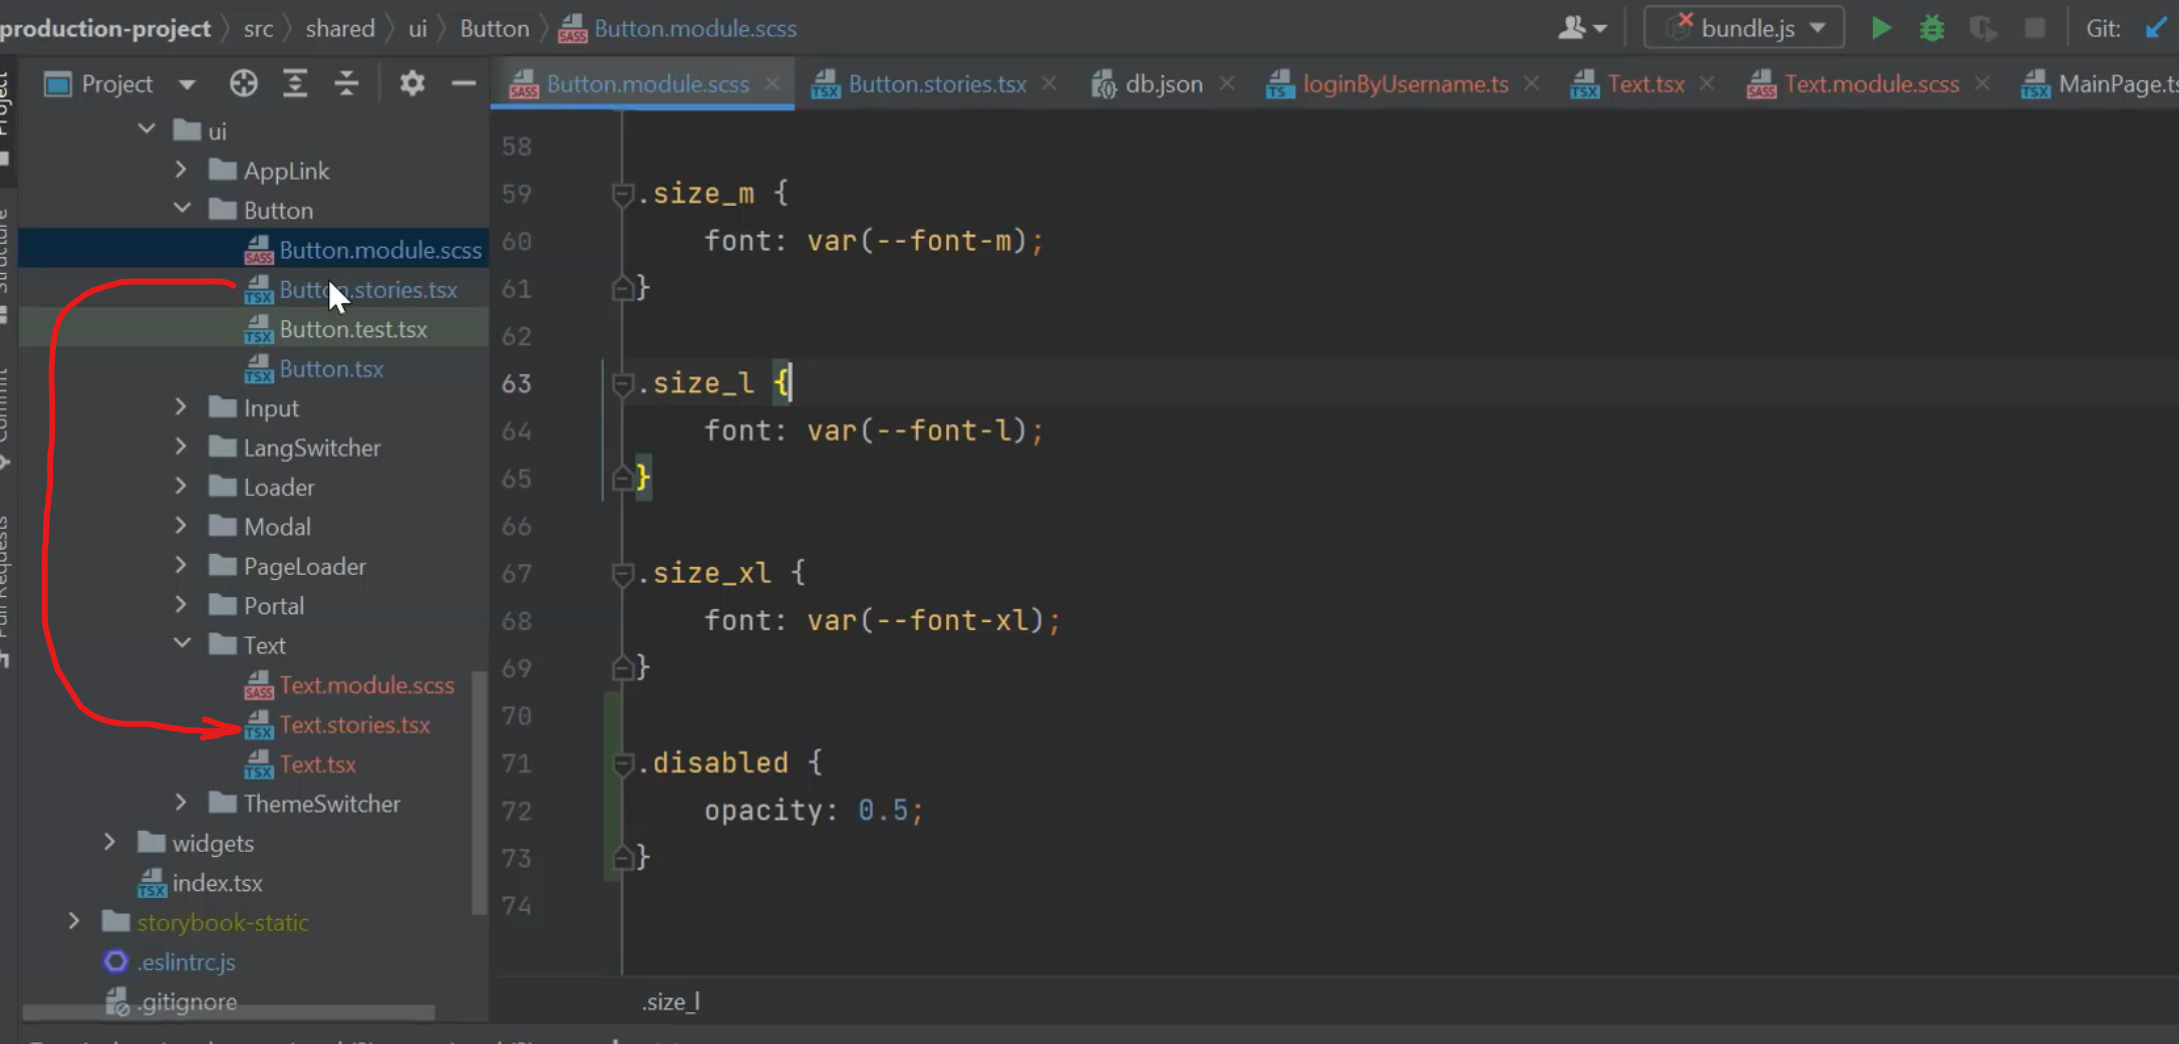 production-project src shared ui Button Button.module.scss bundle.js Git:
Project Button.module.scss Button.stories.tsx db.json loginByUsername.ts Text.tsx Text.module.scss MainPage.ts
ui
AppLink
Button
Button.module.scss
Button.stories.tsx
Button.test.tsx
Button.tsx
Input
LangSwitcher
Loader
Modal
PageLoader
Portal
Text
Text.module.scss
Text.stories.tsx
Text.tsx
ThemeSwitcher
widgets
index.tsx
storybook-static
.eslintrc.js
.gitignore
58
59 .size_m {
60 font: var(--font-m);
61 }
62
63 .size_l {
64 font: var(--font-l);
65 }
66
67 .size_xl {
68 font: var(--font-xl);
69 }
70
71 .disabled {
72 opacity: 0.5;
73 }
74
.size_l
Structure
Commit
Pull Requests